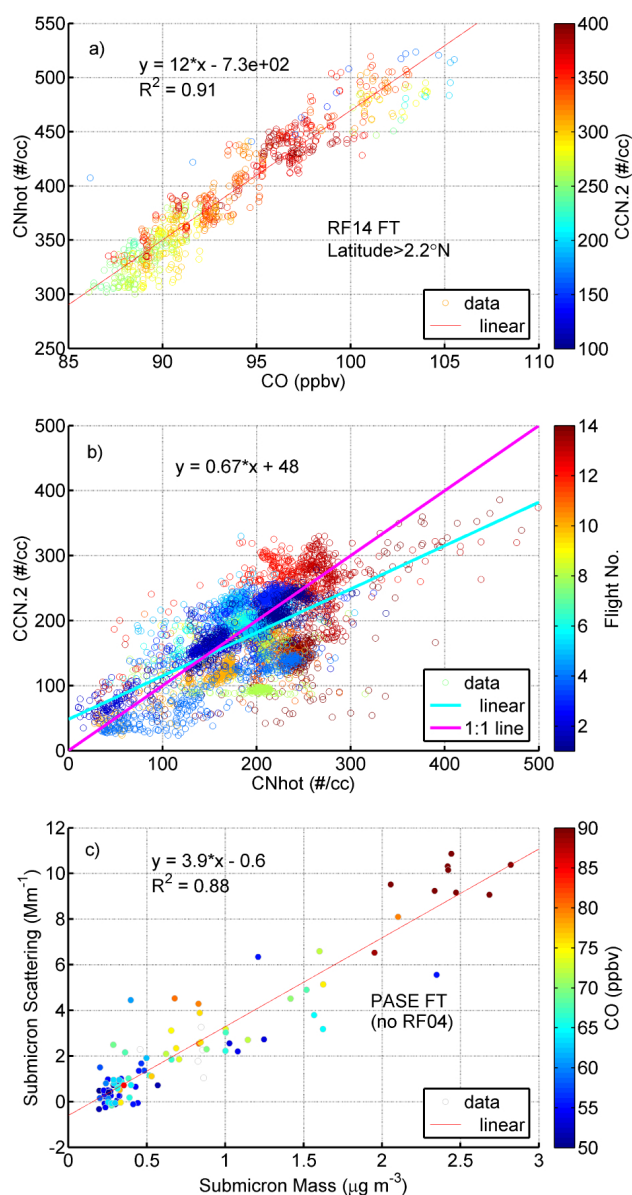 a)
y = 12*x - 7.3e+02
R² = 0.91
RF14 FT
Latitude>2.2°N
data
linear
550
500
450
400
350
300
250
CNhot (#/cc)
85 90 95 100 105 110
CO (ppbv)
400
350
300
250
200
150
100
CCN.2 (#/cc)
b)
y = 0.67*x + 48
data
linear
1:1 line
500
400
300
200
100
0
CCN.2 (#/cc)
0 100 200 300 400 500
CNhot (#/cc)
14
12
10
8
6
4
2
Flight No.
c)
y = 3.9*x - 0.6
R² = 0.88
PASE FT
(no RF04)
data
linear
12
10
8
6
4
2
0
-2
Submicron Scattering (Mm⁻¹)
0 0.5 1 1.5 2 2.5 3
Submicron Mass (μg m⁻³)
90
85
80
75
70
65
60
55
50
CO (ppbv)